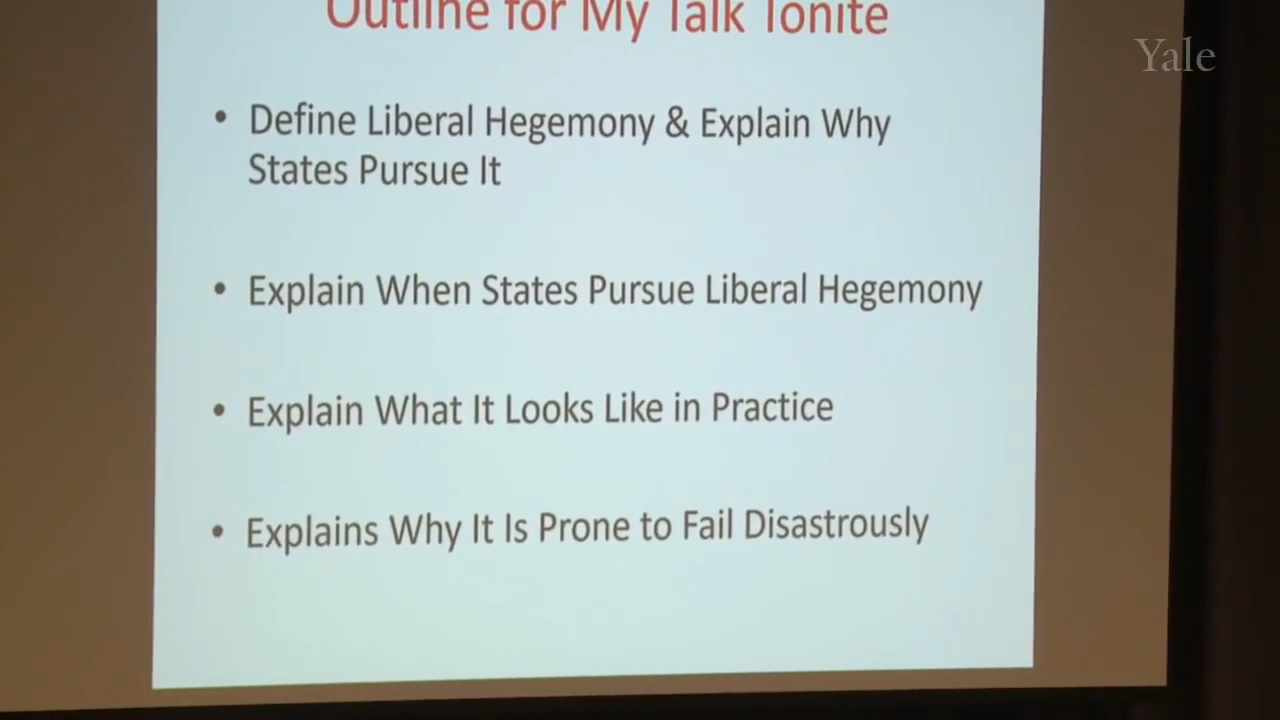 Outline for My Talk Tonite
Yale
• Define Liberal Hegemony & Explain Why
States Pursue It
• Explain When States Pursue Liberal Hegemony
• Explain What It Looks Like in Practice
• Explains Why It Is Prone to Fail Disastrously